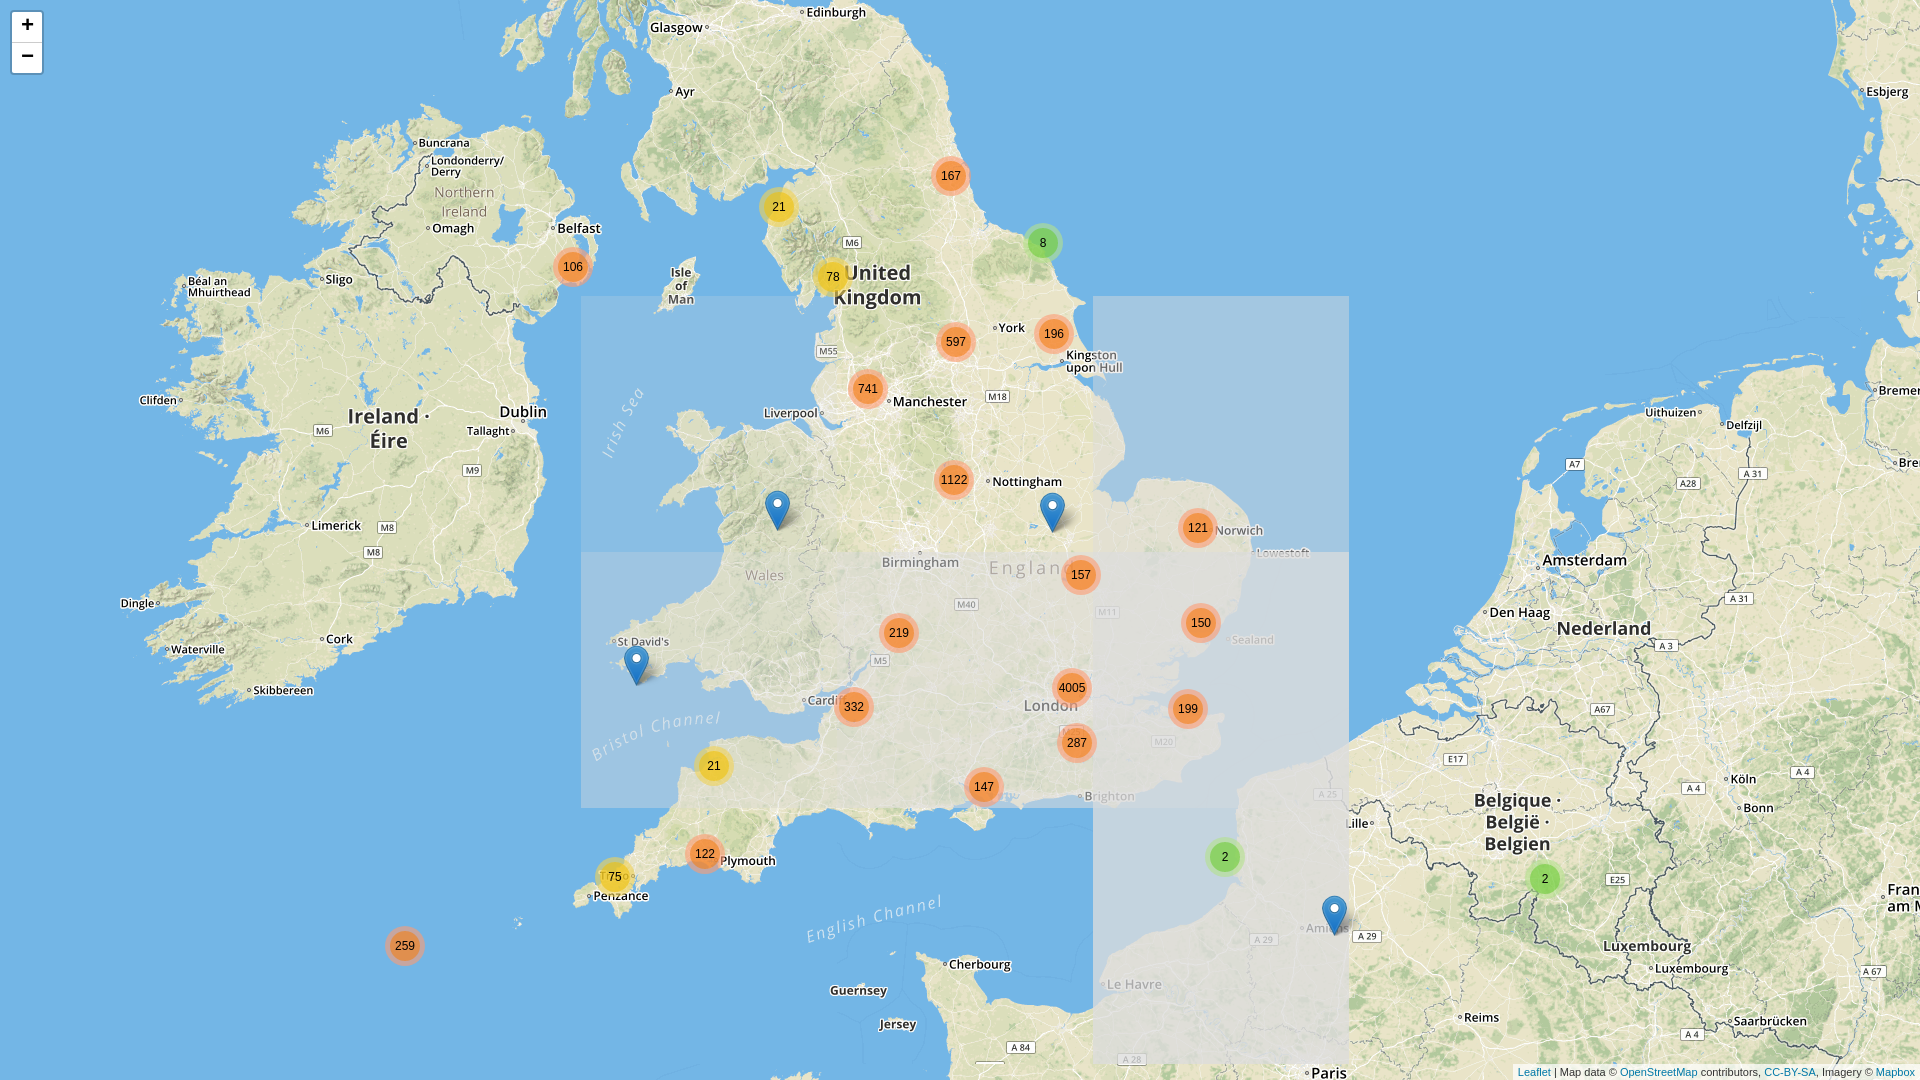 +
−
Edinburgh
Glasgow
Ayr
Esbjerg
Buncrana
Londonderry/
Derry
Northern
Ireland
Omagh
Belfast
106
Sligo
Béal an
Mhuirthead
Isle
of
Man
167
21
8
M6
78
United
Kingdom
York
196
597
Kingston
upon Hull
M55
741
Manchester
M18
Liverpool
Clifden
Ireland ·
Éire
M6
Dublin
Tallaght
M9
Irish Sea
Limerick
M8
M8
1122
Nottingham
121
Norwich
Lowestoft
Birmingham
Wales
157
M40
M11
219
150
Sealand
M5
St David's
Dingle
Cork
Waterville
Skibbereen
4005
London
199
332
287
M20
Bristol Channel
21
147
Brighton
122
Plymouth
75
Penzance
259
English Channel
Cherbourg
Guernsey
Jersey
A 84
Le Havre
A 28
A 29
A 29
2
A 25
Lille
Paris
Uithuizen
Delfzijl
A7
A 31
A28
Amsterdam
Den Haag
Nederland
A 31
A 3
A67
E17
Belgique ·
België ·
Belgien
Köln
A 4
A 4
Bonn
2
E25
Luxembourg
Luxembourg
A 67
Reims
Saarbrücken
A 4
Leaflet | Map data © OpenStreetMap contributors, CC-BY-SA, Imagery © Mapbox